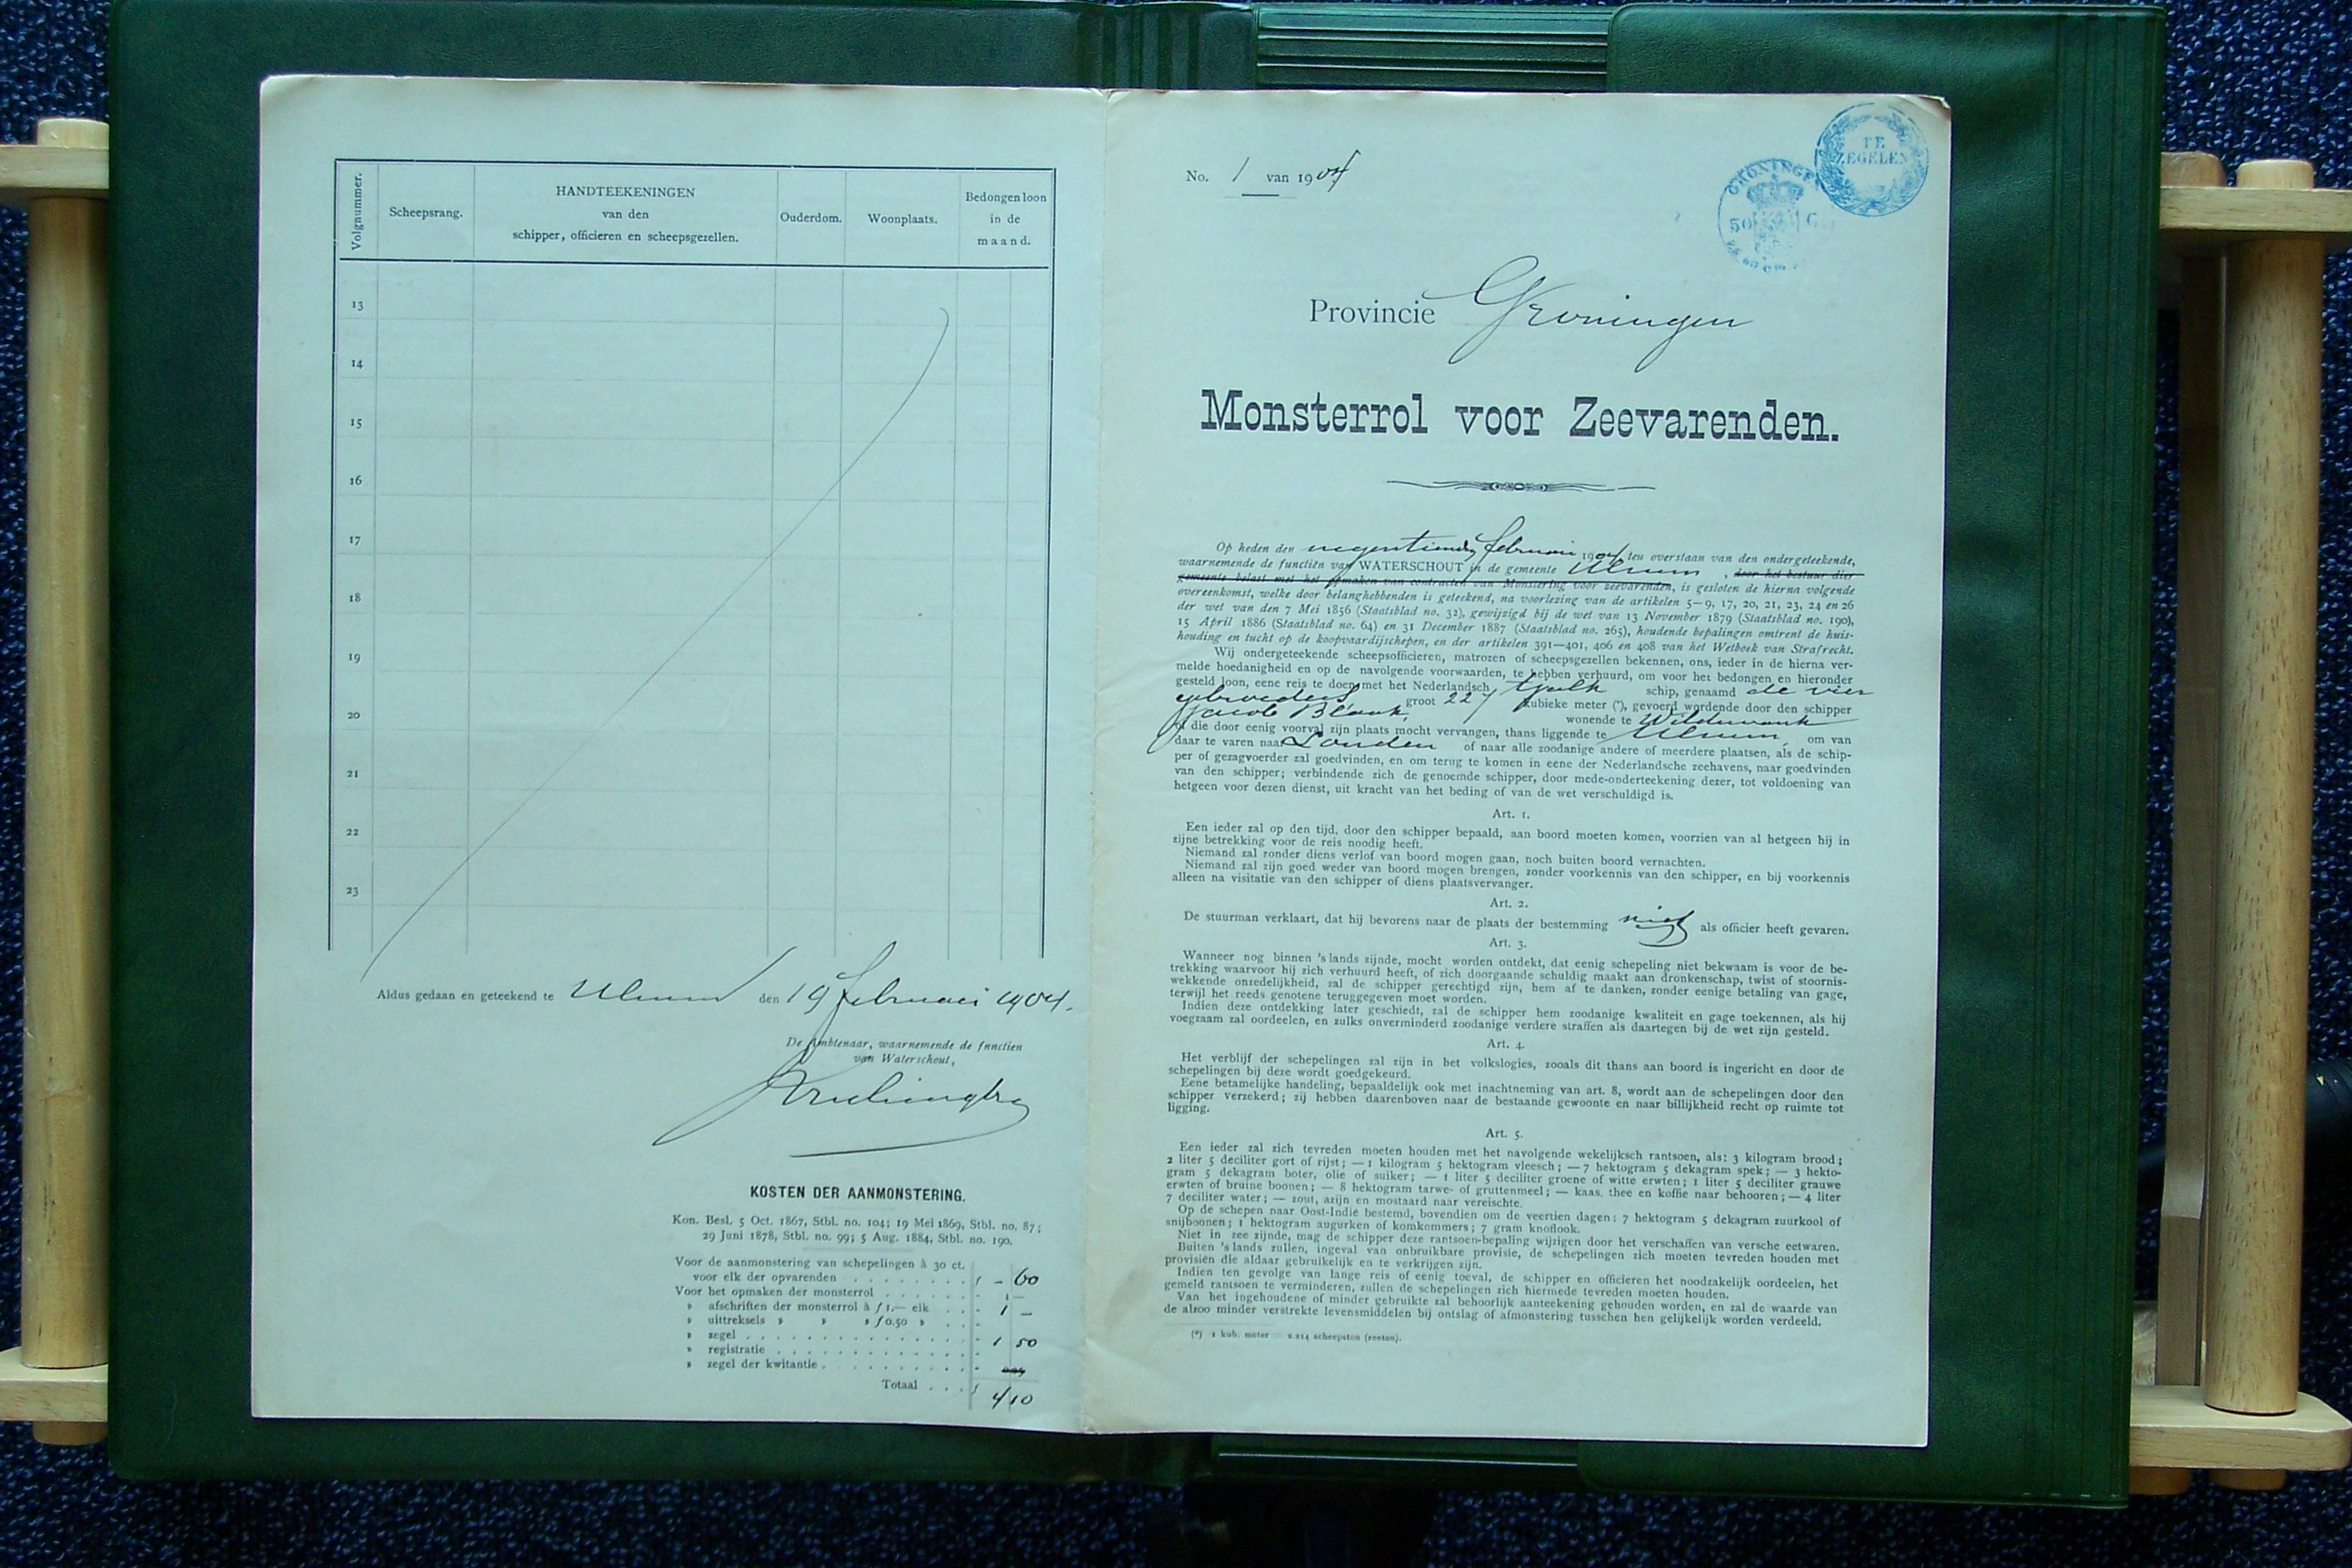 Volgnummer.
Scheepsrang.
HANDTEEKENINGEN
van den
schipper, officieren en scheepsgezellen.
Ouderdom.
Woonplaats.
Bedongen loon
in de
maand.
13
14
15
16
17
18
19
20
21
22
23
Aldus gedaan en geteekend te Ulrum den 19 februari 1904.
De Ambtenaar, waarnemende de functien
van Waterschout,
KOSTEN DER AANMONSTERING.
Kon. Besl. 5 Oct. 1867, Stbl. no. 104; 19 Mei 1869, Stbl. no. 87;
29 Juni 1878, Stbl. no. 99; 5 Aug. 1884, Stbl. no. 190.
Voor de aanmonstering van schepelingen à 30 ct.
voor elk der opvarenden . . . . . . . . f - 60
Voor het opmaken der monsterrol . . . . . . 1 -
» afschriften der monsterrol à f 1.— elk . . . 1 -
» uittreksels » » » f 0.50 » . . .
» zegel . . . . . . . . . . . . . . 1 50
» registratie . . . . . . . . . . . . .
» zegel der kwitantie . . . . . . . . .
Totaal . . . f 4 10
No. 1 van 1904
TE
ZEGELEN
GRONINGEN
50 C
Provincie Groningen
Monsterrol voor Zeevarenden.
Op heden den negentienden februari 1904 ten overstaan van den ondergeteekende,
waarnemende de functiën van WATERSCHOUT in de gemeente Ulrum, door het bestuur dier
gemeente belast met het opmaken van contracten van Monstering voor zeevarenden, is gesloten de hierna volgende
overeenkomst, welke door belanghebbenden is geteekend, na voorlezing van de artikelen 5—9, 17, 20, 21, 23, 24 en 26
der wet van den 7 Mei 1856 (Staatsblad no. 32), gewijzigd bij de wet van 13 November 1879 (Staatsblad no. 190),
15 April 1886 (Staatsblad no. 64) en 31 December 1887 (Staatsblad no. 265), houdende bepalingen omtrent de huis-
houding en tucht op de koopvaardijschepen, en der artikelen 391—401, 406 en 408 van het Wetboek van Strafrecht.
Wij ondergeteekende scheepsofficieren, matrozen of scheepsgezellen bekennen, ons, ieder in de hierna ver-
melde hoedanigheid en op de navolgende voorwaarden, te hebben verhuurd, om voor het bedongen en hieronder
gesteld loon, eene reis te doen met het Nederlandsch tjalk schip, genaamd de vier
gebroeders groot 227 kubieke meter (*), gevoerd wordende door den schipper
Jacob Blaak, wonende te Wildervank
of die door eenig voorval zijn plaats mocht vervangen, thans liggende te Ulrum, om van
daar te varen naar Londen of naar alle zoodanige andere of meerdere plaatsen, als de schip-
per of gezagvoerder zal goedvinden, en om terug te komen in eene der Nederlandsche zeehavens, naar goedvinden
van den schipper; verbindende zich de genoemde schipper, door mede-onderteekening dezer, tot voldoening van
hetgeen voor dezen dienst, uit kracht van het beding of van de wet verschuldigd is.
Art. 1.
Een ieder zal op den tijd, door den schipper bepaald, aan boord moeten komen, voorzien van al hetgeen hij in
zijne betrekking voor de reis noodig heeft.
Niemand zal zonder diens verlof van boord mogen gaan, noch buiten boord vernachten.
Niemand zal zijn goed weder van boord mogen brengen, zonder voorkennis van den schipper, en bij voorkennis
alleen na visitatie van den schipper of diens plaatsvervanger.
Art. 2.
De stuurman verklaart, dat hij bevorens naar de plaats der bestemming niet als officier heeft gevaren.
Art. 3.
Wanneer nog binnen 's lands zijnde, mocht worden ontdekt, dat eenig schepeling niet bekwaam is voor de be-
trekking waarvoor hij zich verhuurd heeft, of zich doorgaande schuldig maakt aan dronkenschap, twist of stoornis-
wekkende onzedelijkheid, zal de schipper gerechtigd zijn, hem af te danken, zonder eenige betaling van gage,
terwijl het reeds genotene teruggegeven moet worden.
Indien deze ontdekking later geschiedt, zal de schipper hem zoodanige kwaliteit en gage toekennen, als hij
voegzaam zal oordeelen, en zulks onverminderd zoodanige verdere straffen als daartegen bij de wet zijn gesteld.
Art. 4.
Het verblijf der schepelingen zal zijn in het volkslogies, zooals dit thans aan boord is ingericht en door de
schepelingen bij deze wordt goedgekeurd.
Eene betamelijke handeling, bepaaldelijk ook met inachtneming van art. 8, wordt aan de schepelingen door den
schipper verzekerd; zij hebben daarenboven naar de bestaande gewoonte en naar billijkheid recht op ruimte tot
ligging.
Art. 5.
Een ieder zal zich tevreden moeten houden met het navolgende wekelijksch rantsoen, als: 3 kilogram brood;
2 liter 5 deciliter gort of rijst; — 1 kilogram 5 hektogram vleesch; — 7 hektogram 5 dekagram spek; — 3 hekto-
gram 5 dekagram boter, olie of suiker; — 1 liter 5 deciliter groene of witte erwten; 1 liter 5 deciliter grauwe
erwten of bruine boonen; — 8 hektogram tarwe- of gruttenmeel; — kaas, thee en koffie naar behooren; — 4 liter
7 deciliter water; — zout, azijn en mostaard naar vereischte.
Op de schepen naar Oost-Indië bestemd, bovendien om de veertien dagen: 7 hektogram 5 dekagram zuurkool of
snijboonen; 1 hektogram augurken of komkommers; 7 gram knoflook.
Niet in zee zijnde, mag de schipper deze rantsoen-bepaling wijzigen door het verschaffen van versche eetwaren.
Buiten 's lands zullen, ingeval van onbruikbare provisie, de schepelingen zich moeten tevreden houden met
provisiën die aldaar gebruikelijk en te verkrijgen zijn.
Indien ten gevolge van lange reis of eenig toeval, de schipper en officieren het noodzakelijk oordeelen, het
gemeld rantsoen te verminderen, zullen de schepelingen zich hiermede tevreden moeten houden.
Van het ingehoudene of minder gebruikte zal behoorlijk aanteekening gehouden worden, en zal de waarde van
de alzoo minder verstrekte levensmiddelen bij ontslag of afmonstering tusschen hen gelijkelijk worden verdeeld.
(*) 1 kub. meter = 2.214 scheepston (zeeton).